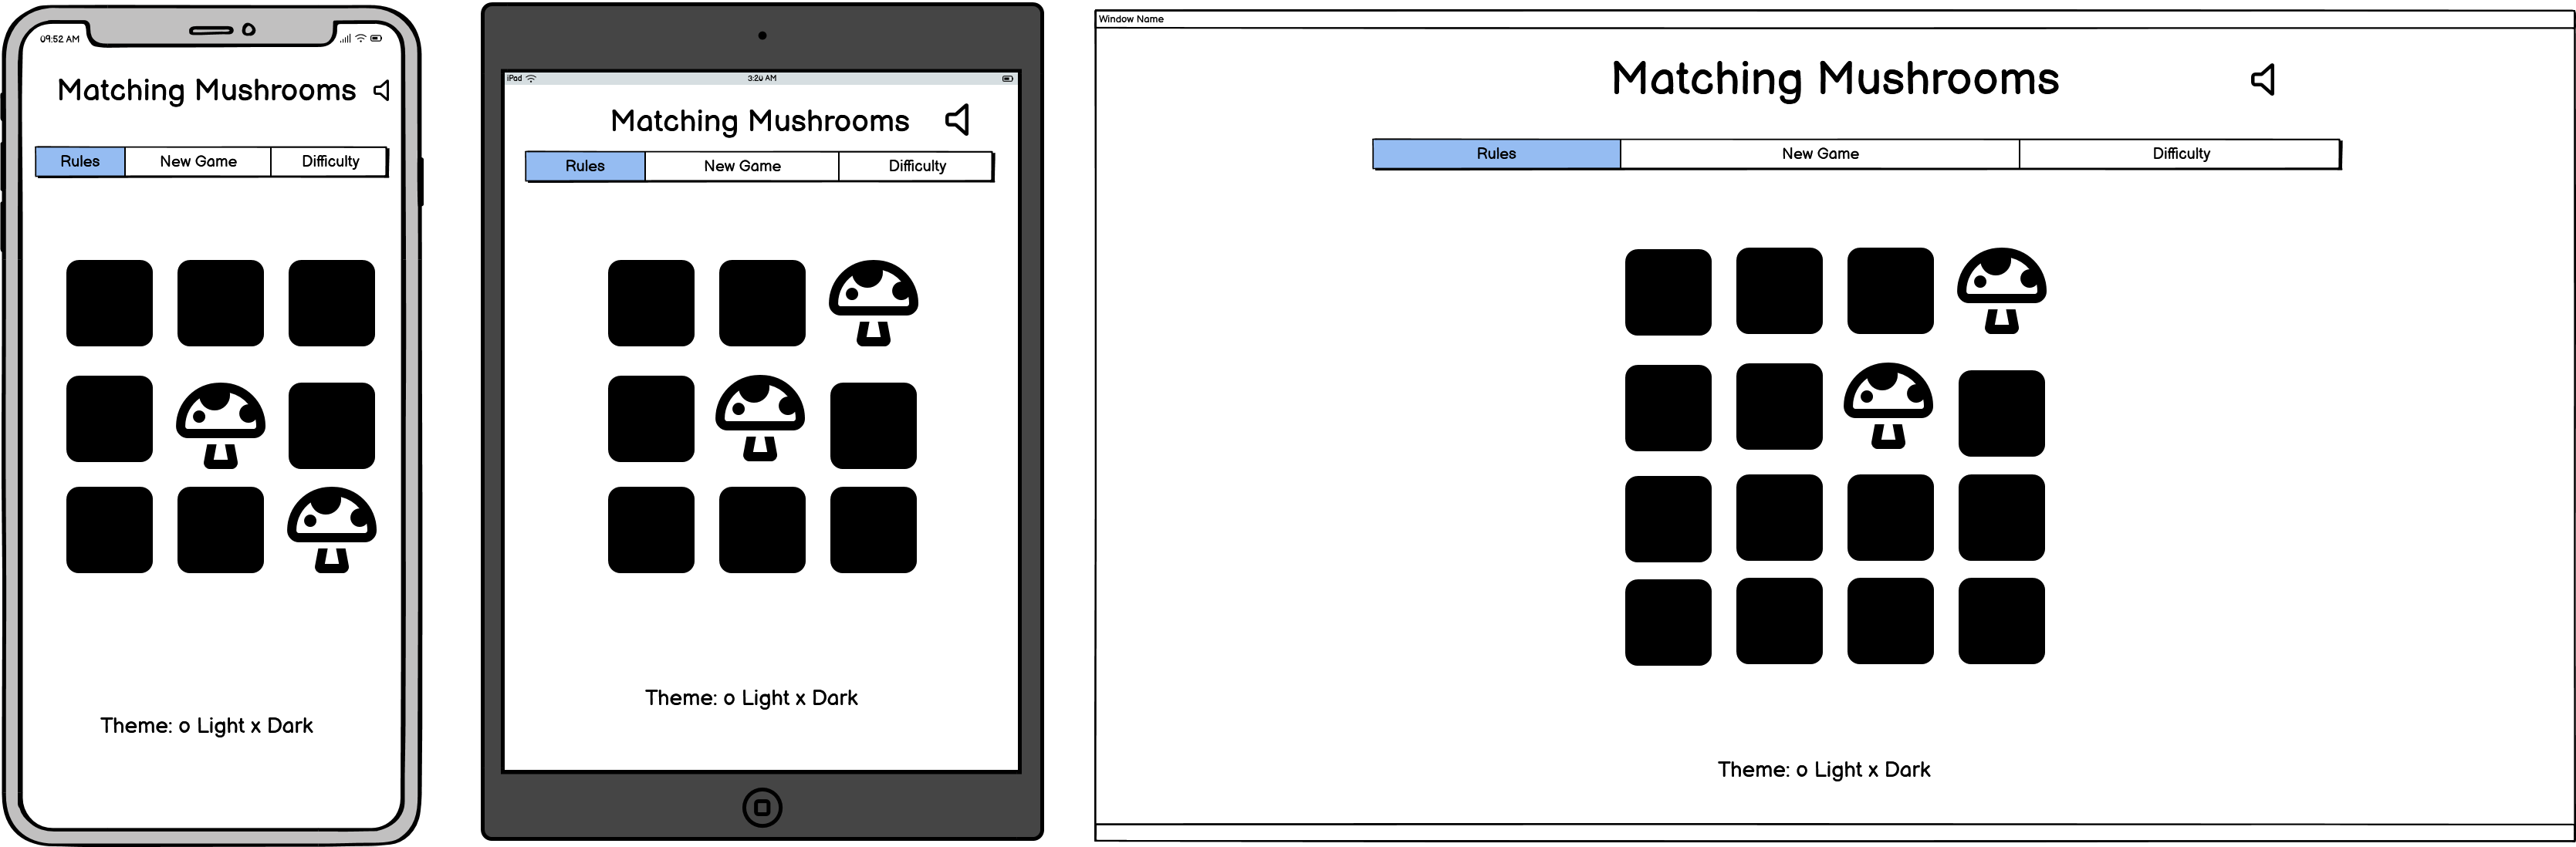 09:52 AM
Matching Mushrooms
Rules New Game Difficulty
Theme: o Light x Dark
iPad 3:20 AM
Matching Mushrooms
Rules New Game Difficulty
Theme: o Light x Dark
Window Name
Matching Mushrooms
Rules New Game Difficulty
Theme: o Light x Dark